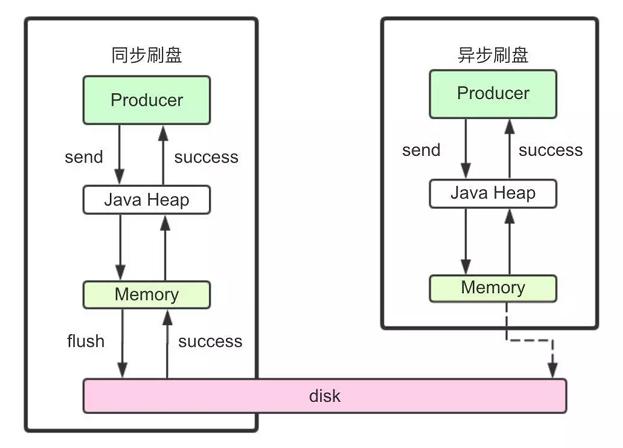 同步刷盘
Producer
send
success
Java Heap
Memory
flush
success
异步刷盘
Producer
send
success
Java Heap
Memory
disk